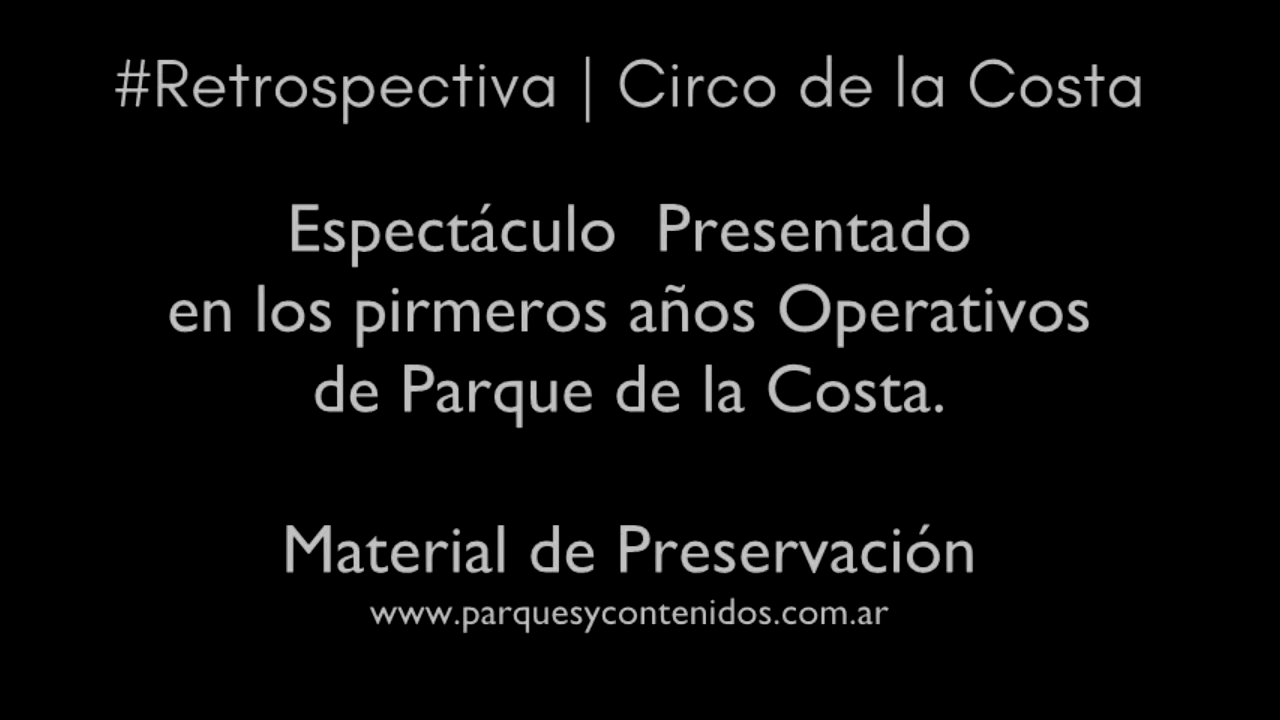 #Retrospectiva | Circo de la Costa
Espectáculo  Presentado
en los pirmeros años Operativos
de Parque de la Costa.
Material de Preservación
www.parquesycontenidos.com.ar